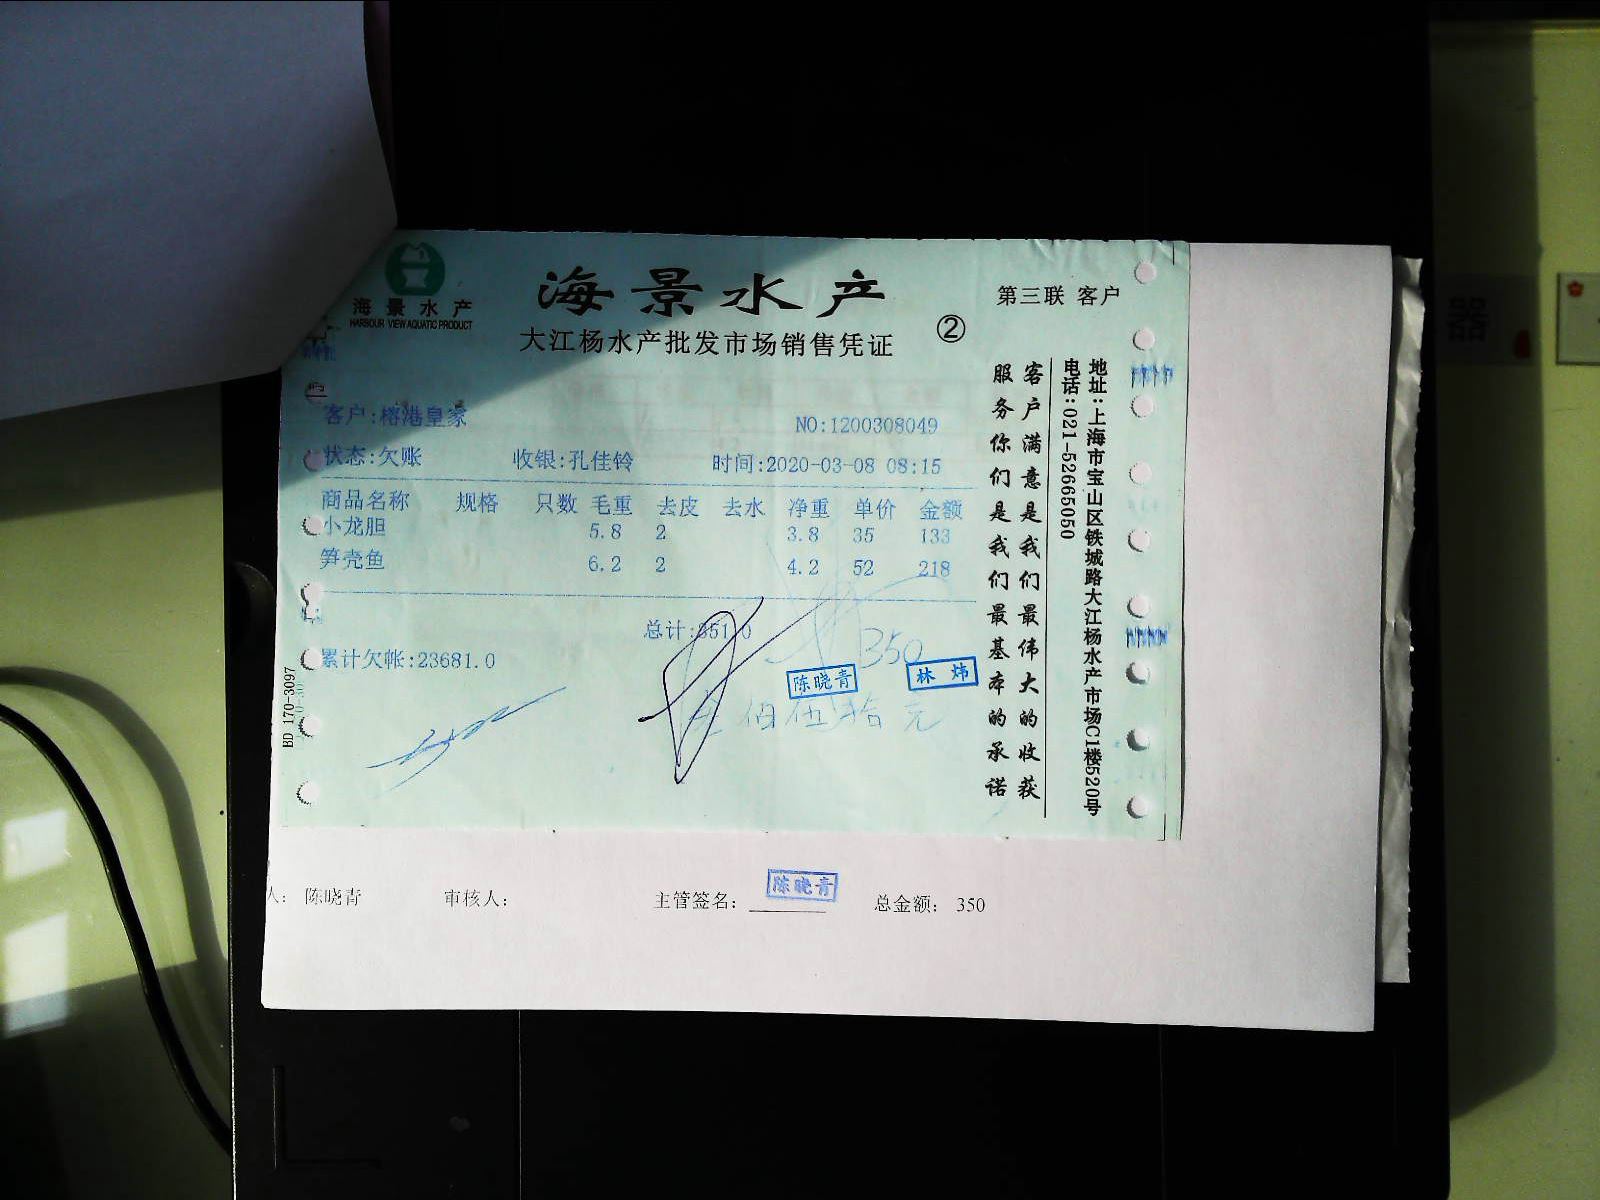 海景水产
HARBOUR VIEW AQUATIC PRODUCT
海景水产
大江杨水产批发市场销售凭证
②
第三联 客户
客户:榕港皇家
NO:1200308049
状态:欠账 收银:孔佳铃 时间:2020-03-08 08:15
商品名称 规格 只数 毛重 去皮 去水 净重 单价 金额
小龙胆 5.8 2 3.8 35 133
笋壳鱼 6.2 2 4.2 52 218
总计:351.0
350
累计欠帐:23681.0
陈晓青
林炜
佰伍拾元
BD 170-3097
客户满意是我们最伟大的收获
服务你们是我们最基本的承诺
地址:上海市宝山区铁城路大江杨水产市场C1楼520号
电话:021-52665050
人: 陈晓青 审核人: 主管签名: 陈晓青 总金额: 350
器